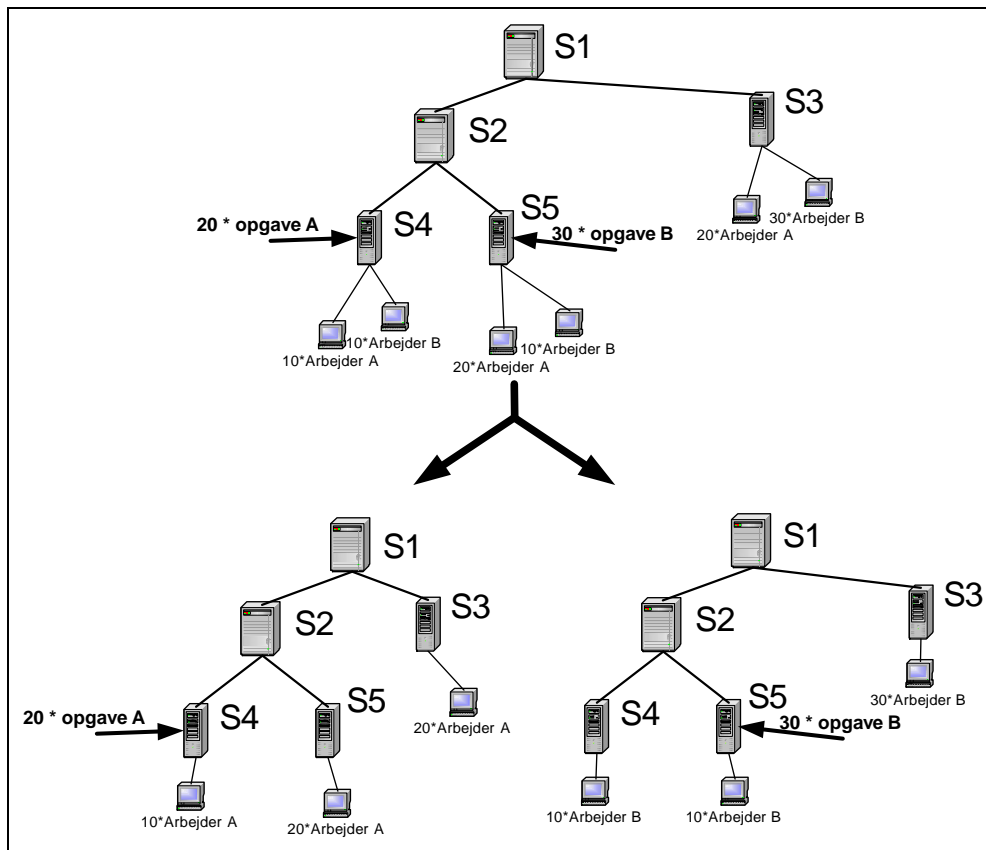 S1
S3
S2
30*Arbejder B
20*Arbejder A
20 * opgave A
S4
S5
30 * opgave B
10*Arbejder B
10*Arbejder A
10*Arbejder B
20*Arbejder A
S1
S3
S2
20*Arbejder A
20 * opgave A
S4
S5
10*Arbejder A
20*Arbejder A
S1
S3
S2
30*Arbejder B
S4
S5
30 * opgave B
10*Arbejder B
10*Arbejder B